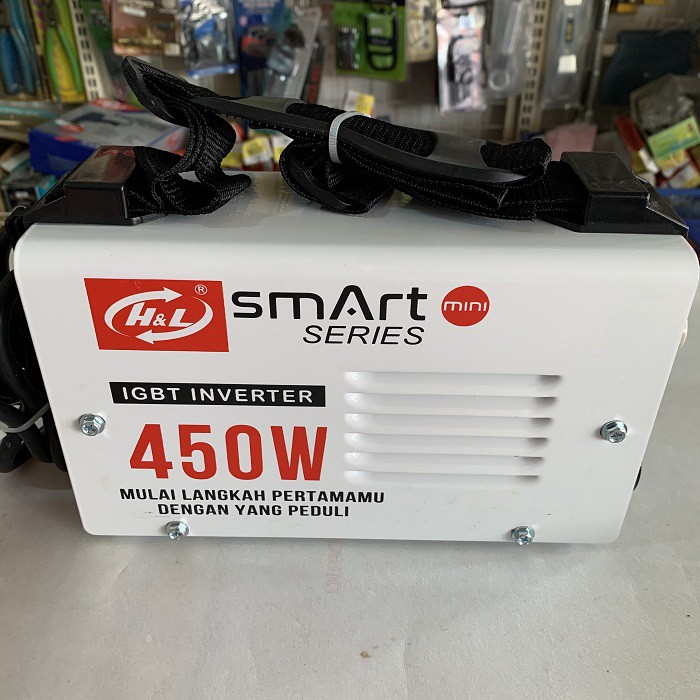 H&L ®
smArt mini
SERIES
IGBT INVERTER
450W
MULAI LANGKAH PERTAMAMU
DENGAN YANG PEDULI